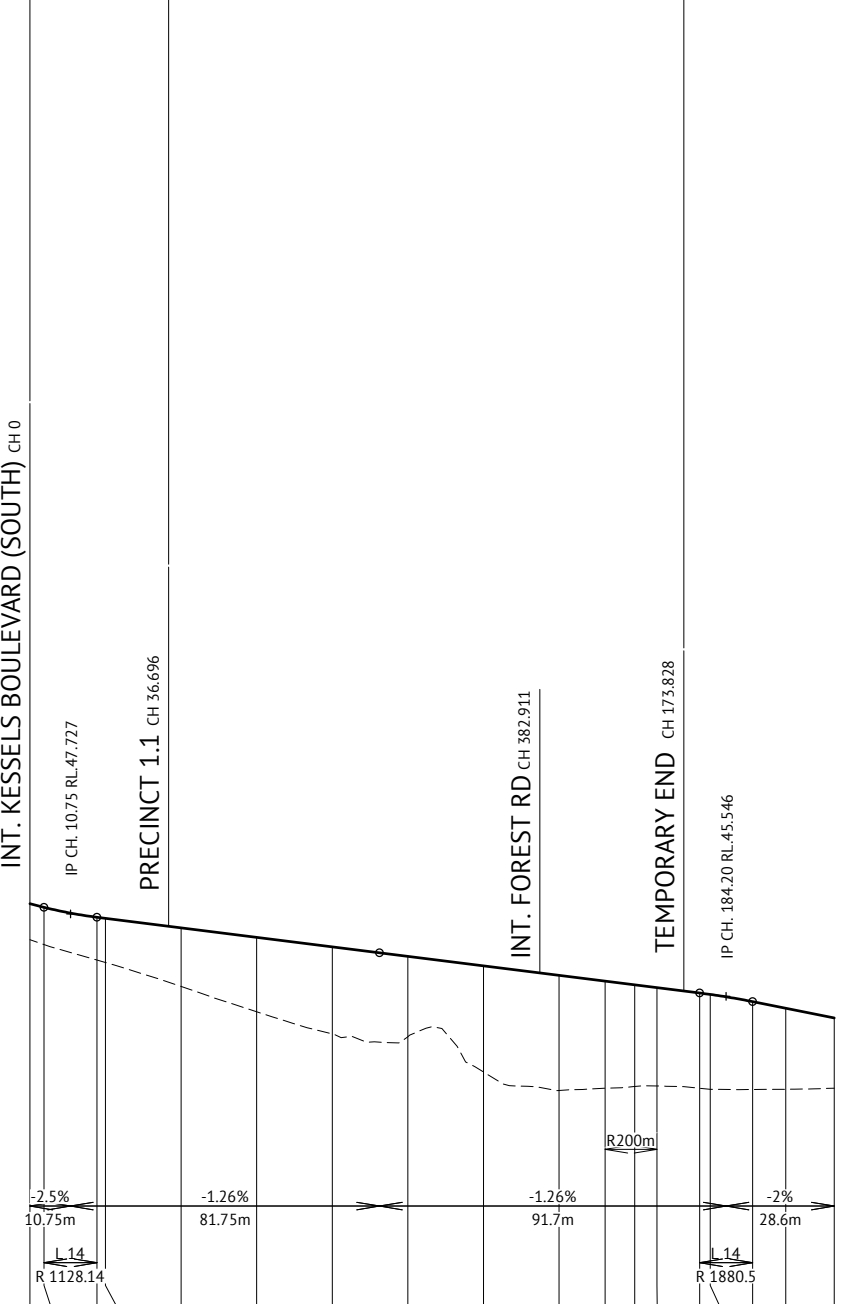 INT. KESSELS BOULEVARD (SOUTH) CH 0
IP CH. 10.75 RL.47.727
PRECINCT 1.1 CH 36.696
INT. FOREST RD CH 382.911
TEMPORARY END CH 173.828
IP CH. 184.20 RL.45.546
R200m
-2.5% -1.26% -1.26% -2%
10.75m 81.75m 91.7m 28.6m
L 14 L 14
R 1128.14 R 1880.5